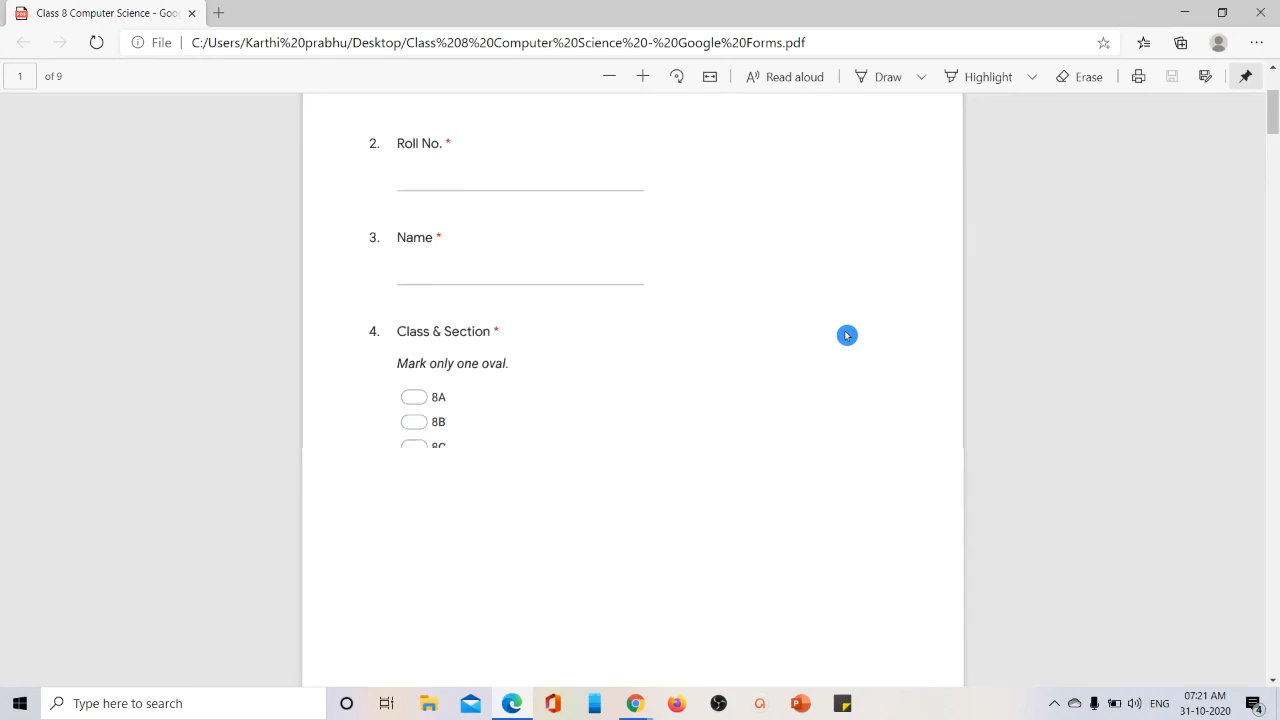 Class 8 Computer Science - Goo
File
C:/Users/Karthi%20prabhu/Desktop/Class%208%20Computer%20Science%20-%20Google%20Forms.pdf
1 of 9
Read aloud
Draw
Highlight
Erase
2. Roll No. *
3. Name *
4. Class & Section *
Mark only one oval.
8A
8B
8C
Type here to search
ENG
07:21 AM
31-10-2020
4